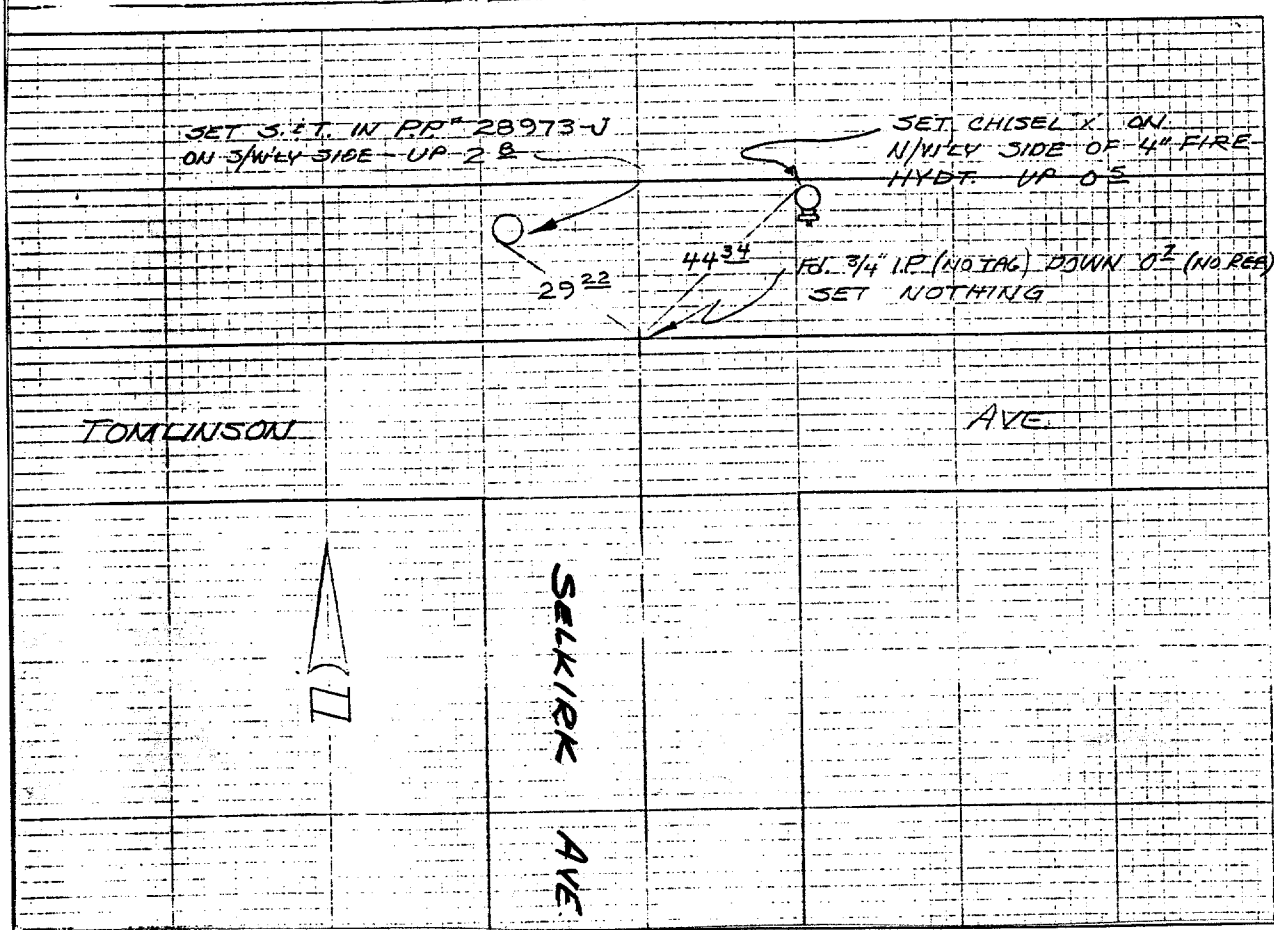 SET S.&T. IN P.P.# 28973-J
ON S/W'LY SIDE - UP 2 8
SET CHISEL X ON
N/W'LY SIDE OF 4" FIRE
HYDT. UP 0 5
44 34
29 22
Fd. 3/4" I.P. (NO TAG) DOWN 0 7 (NO REF)
SET NOTHING
TOMLINSON AVE.
N
SELKIRK AVE.